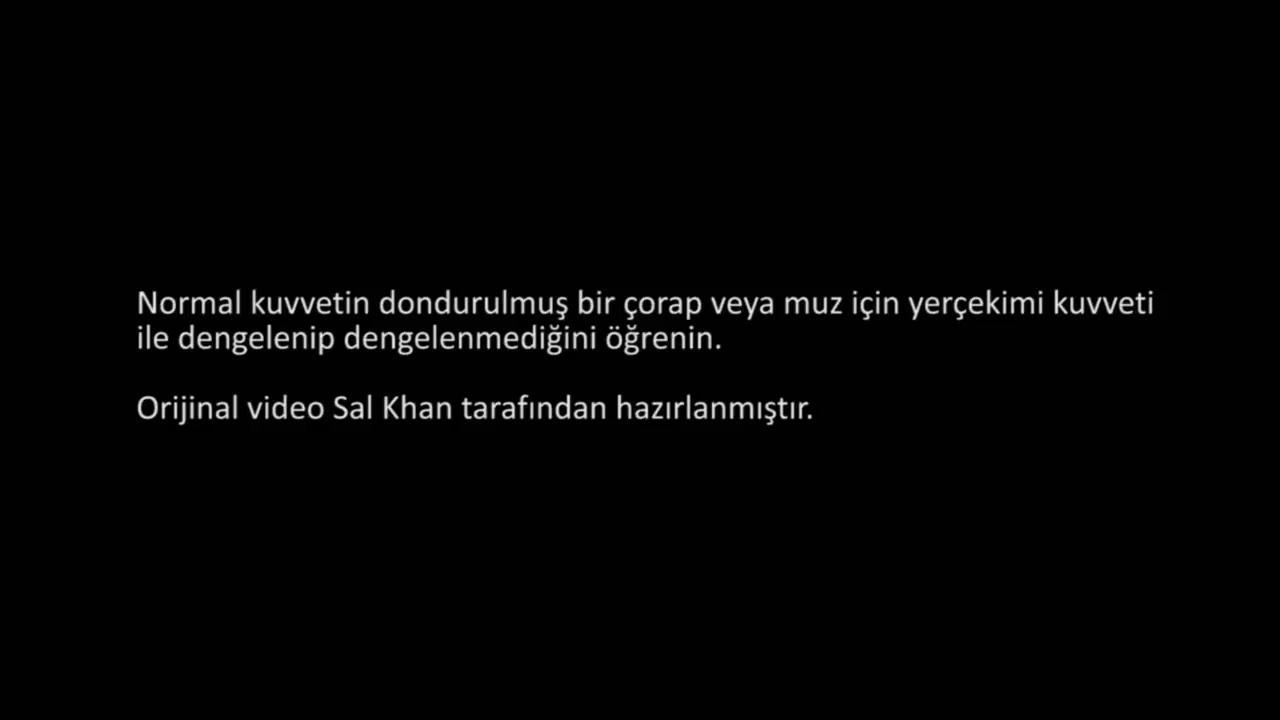 Normal kuvvetin dondurulmuş bir çorap veya muz için yerçekimi kuvveti
ile dengelenip dengelenmediğini öğrenin.
Orijinal video Sal Khan tarafından hazırlanmıştır.